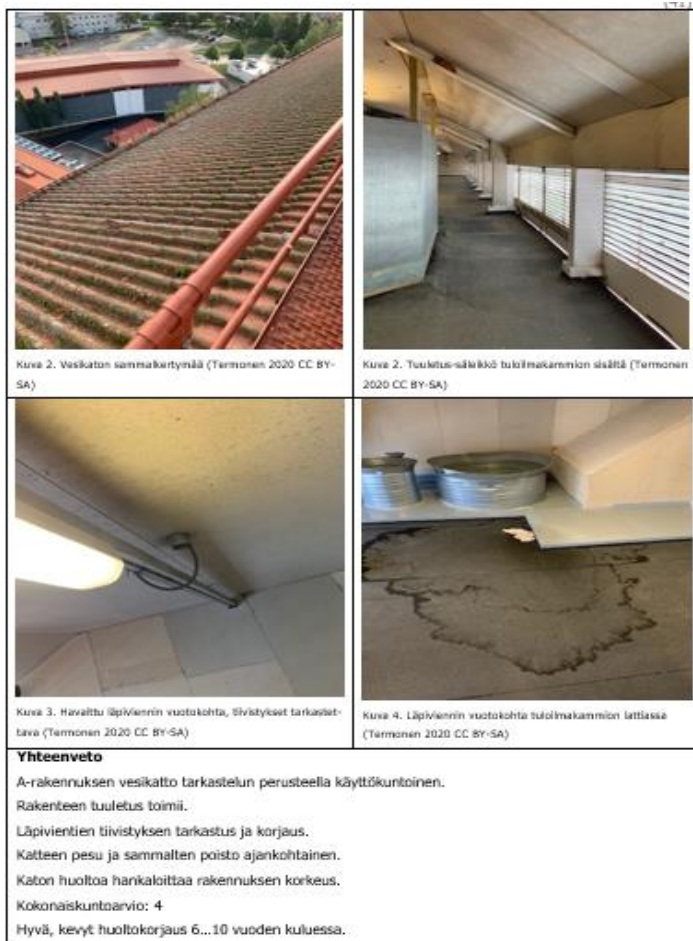 Kuva 2. Vesikaton sammalkertymää (Termonen 2020 CC BY-
SA)
Kuva 2. Tuuletus-säleikkö tuloilmakammion sisältä (Termonen
2020 CC BY-SA)
Kuva 3. Havaittu läpiviennin vuotokohta, tiivistykset tarkastet-
tava (Termonen 2020 CC BY-SA)
Kuva 4. Läpiviennin vuotokohta tuloilmakammion lattiassa
(Termonen 2020 CC BY-SA)
Yhteenveto
A-rakennuksen vesikatto tarkastelun perusteella käyttökuntoinen.
Rakenteen tuuletus toimii.
Läpivientien tiivistyksen tarkastus ja korjaus.
Katteen pesu ja sammalten poisto ajankohtainen.
Katon huoltoa hankaloittaa rakennuksen korkeus.
Kokonaiskuntoarvio: 4
Hyvä, kevyt huoltokorjaus 6...10 vuoden kuluessa.